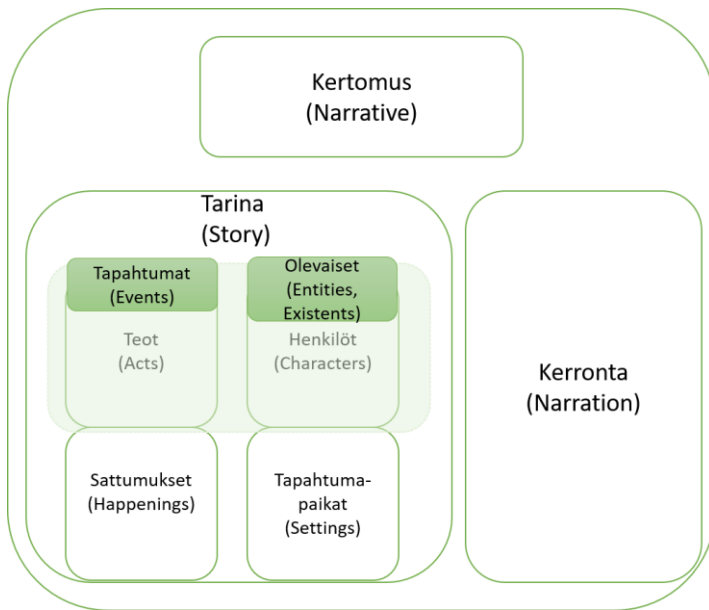 Kertomus
(Narrative)
Tarina
(Story)
Tapahtumat
(Events)
Olevaiset
(Entities,
Existents)
Teot
(Acts)
Henkilöt
(Characters)
Sattumukset
(Happenings)
Tapahtuma-
paikat
(Settings)
Kerronta
(Narration)